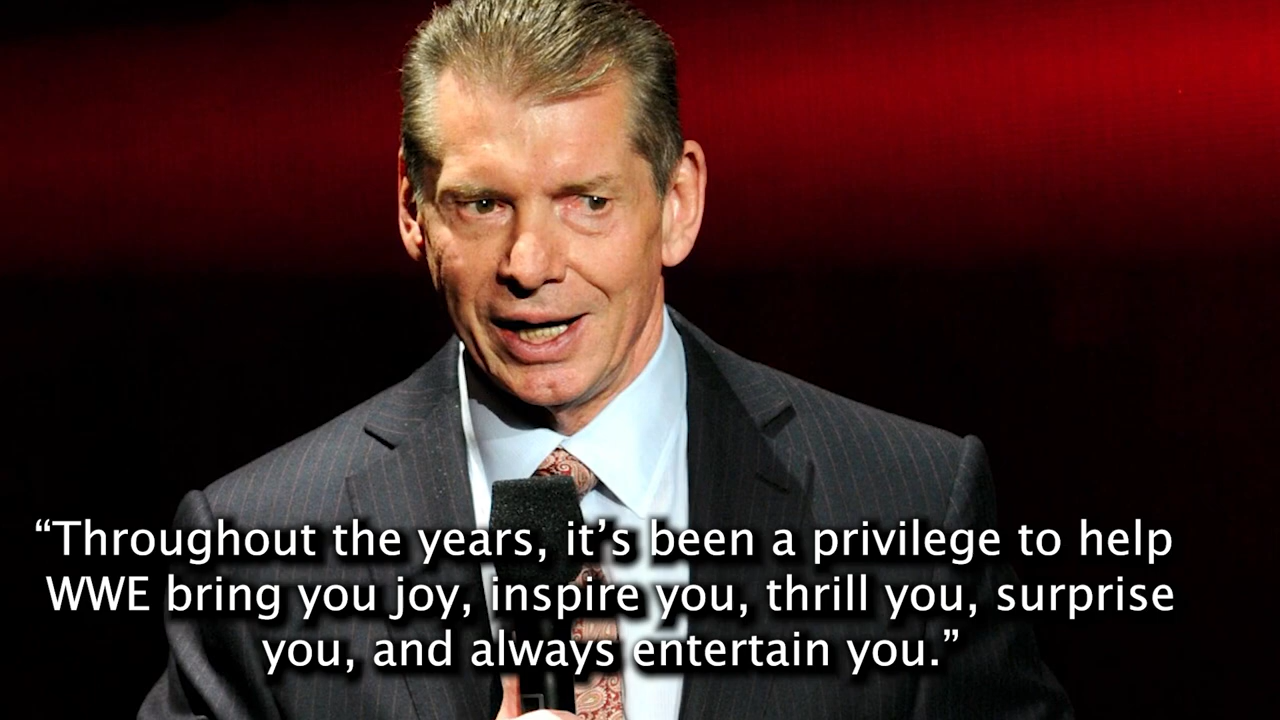 “Throughout the years, it’s been a privilege to help
WWE bring you joy, inspire you, thrill you, surprise
you, and always entertain you.”